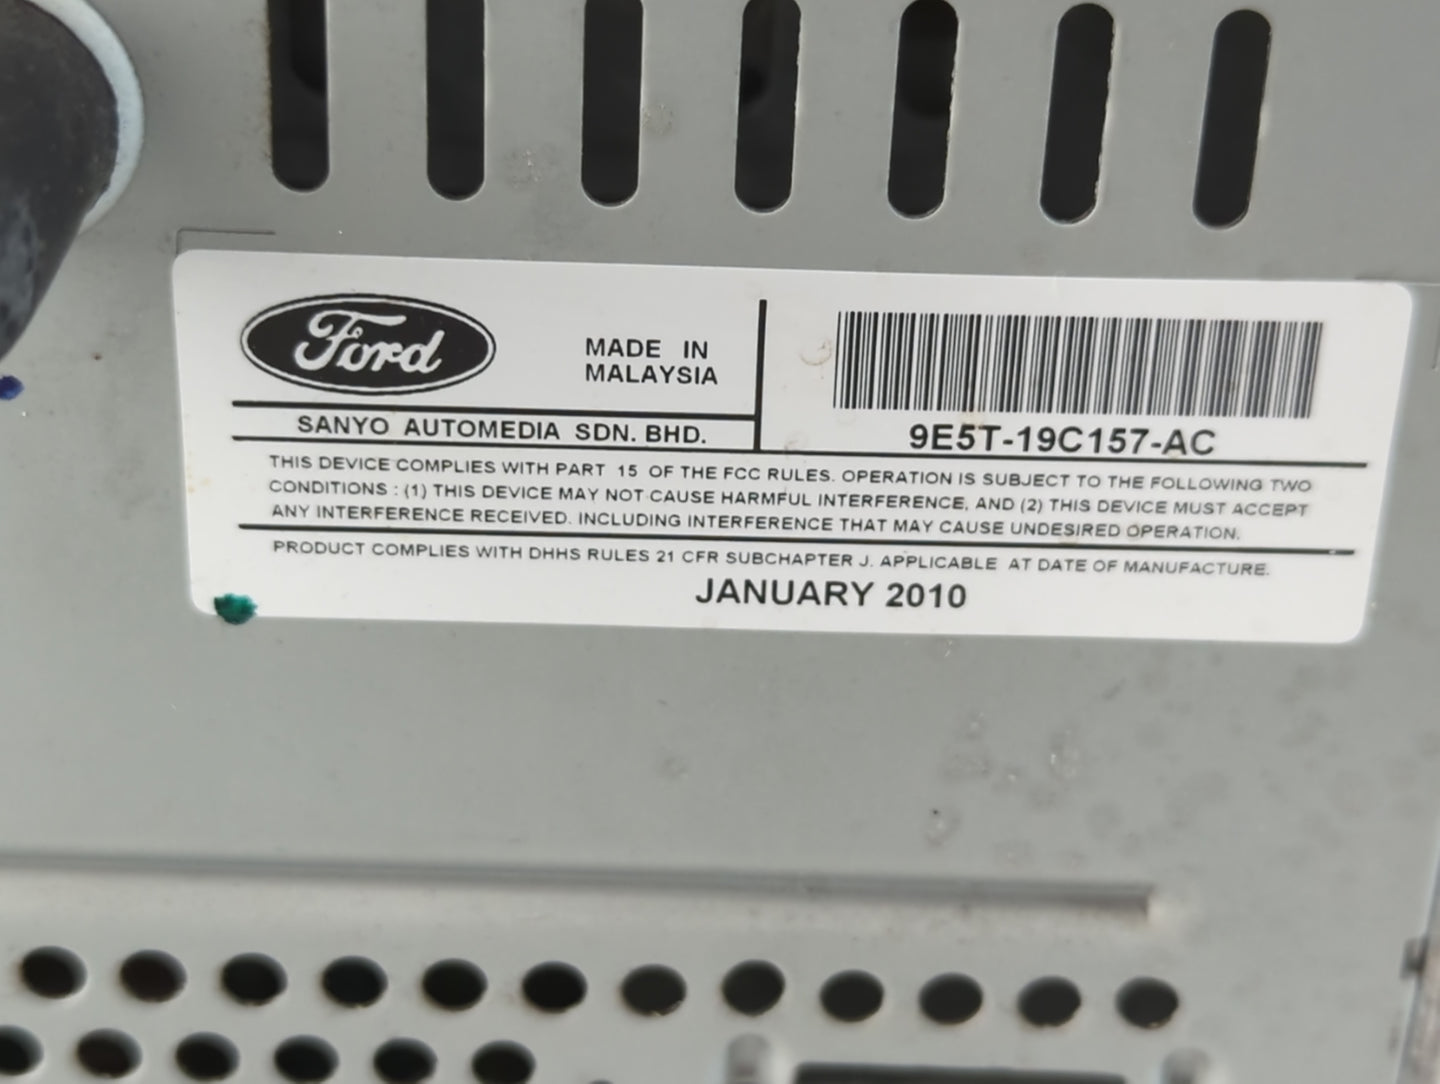 Ford
MADE IN
MALAYSIA
SANYO AUTOMEDIA SDN. BHD.
9E5T-19C157-AC
THIS DEVICE COMPLIES WITH PART 15 OF THE FCC RULES. OPERATION IS SUBJECT TO THE FOLLOWING TWO
CONDITIONS : (1) THIS DEVICE MAY NOT CAUSE HARMFUL INTERFERENCE, AND (2) THIS DEVICE MUST ACCEPT
ANY INTERFERENCE RECEIVED. INCLUDING INTERFERENCE THAT MAY CAUSE UNDESIRED OPERATION.
PRODUCT COMPLIES WITH DHHS RULES 21 CFR SUBCHAPTER J. APPLICABLE AT DATE OF MANUFACTURE.
JANUARY 2010